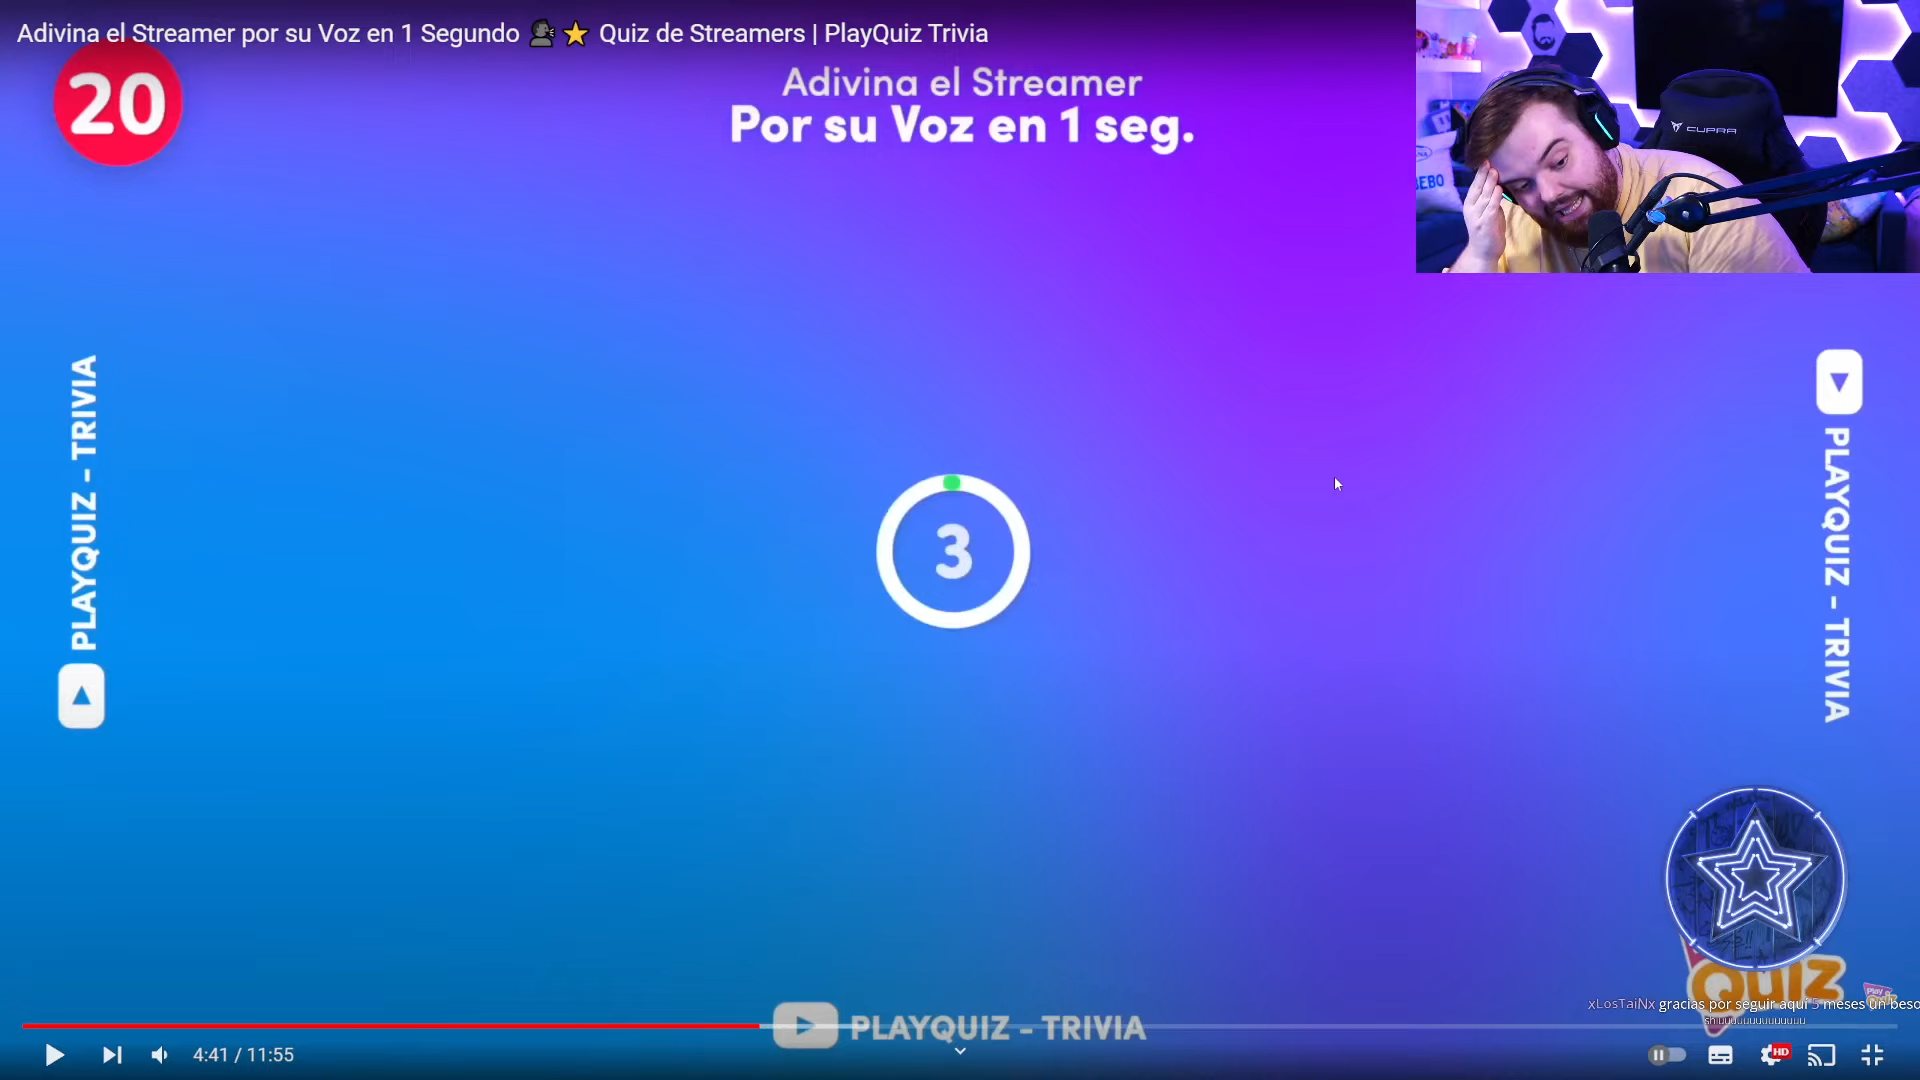 Adivina el Streamer por su Voz en 1 Segundo 🗣️⭐ Quiz de Streamers | PlayQuiz Trivia
20
Adivina el Streamer
Por su Voz en 1 seg.
CUPRA
BEBO
PLAYQUIZ - TRIVIA
PLAYQUIZ - TRIVIA
3
QUIZ
xLosTaiNx gracias por seguir aquí 5 meses un beso
PLAYQUIZ - TRIVIA
4:41 / 11:55
HD